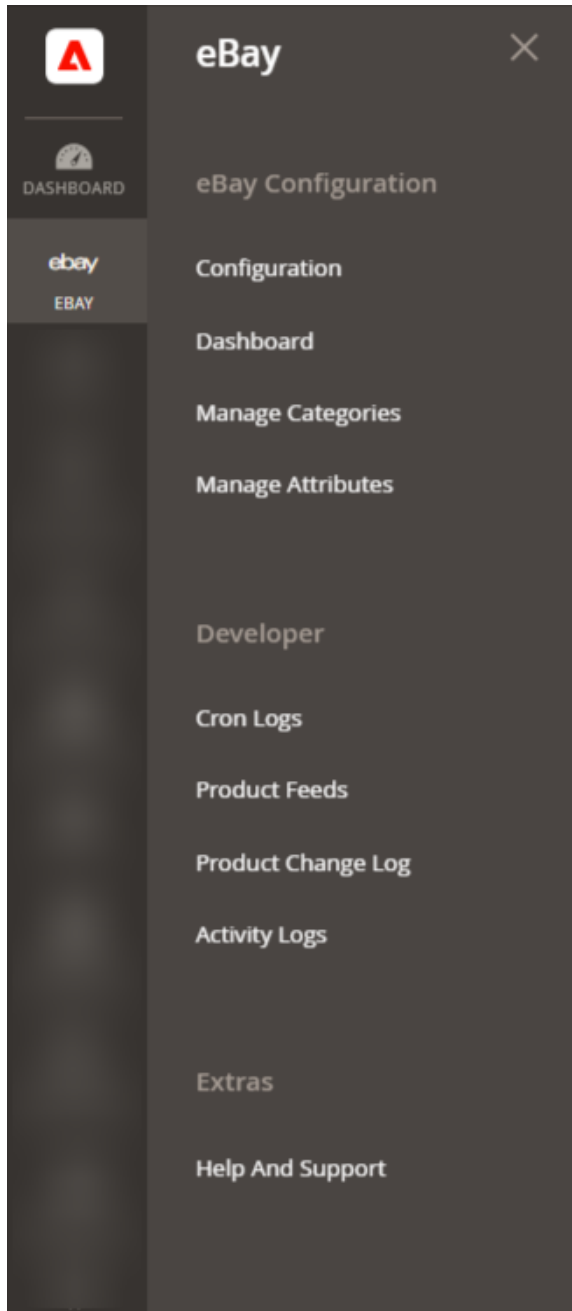 eBay
DASHBOARD
ebay
EBAY
eBay Configuration
Configuration
Dashboard
Manage Categories
Manage Attributes
Developer
Cron Logs
Product Feeds
Product Change Log
Activity Logs
Extras
Help And Support